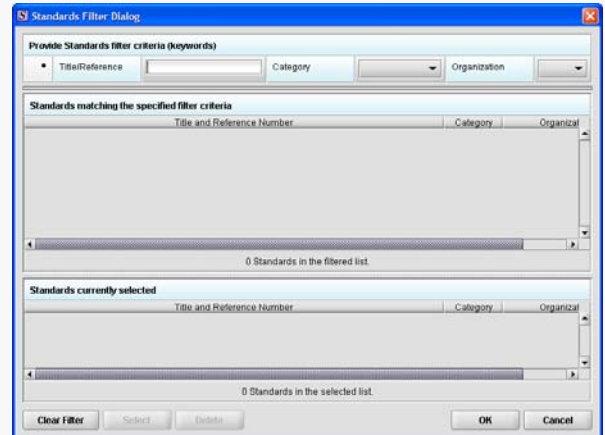 Standards Filter Dialog
Provide Standards filter criteria (keywords)
• Title/Reference Category Organization
Standards matching the specified filter criteria
Title and Reference Number Category Organizat
0 Standards in the filtered list.
Standards currently selected
Title and Reference Number Category Organizat
0 Standards in the selected list.
Clear Filter Select Delete OK Cancel